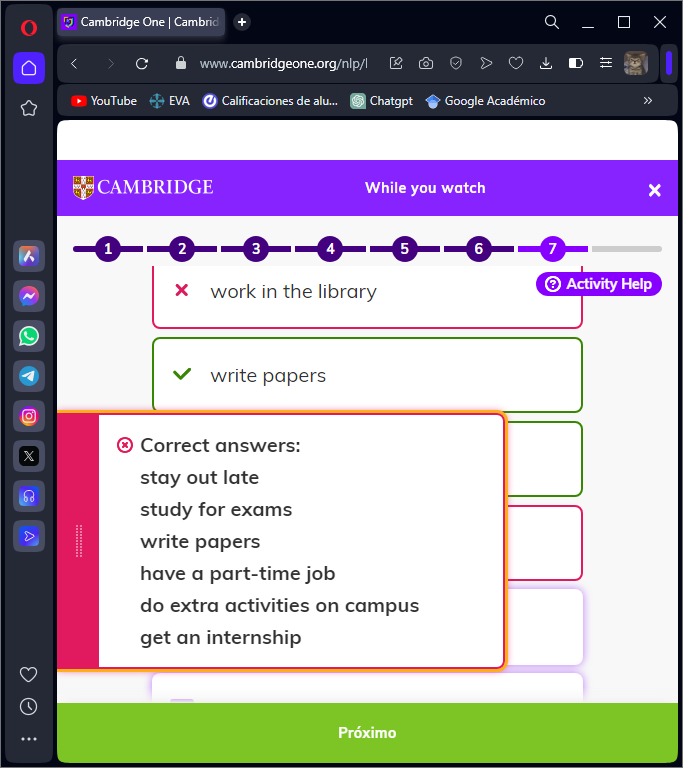 Cambridge One | Cambrid
www.cambridgeone.org/nlp/l
YouTube
EVA
Calificaciones de alu...
Chatgpt
Google Académico
»
CAMBRIDGE
While you watch
1 2 3 4 5 6 7
Activity Help
work in the library
write papers
Correct answers:
stay out late
study for exams
write papers
have a part-time job
do extra activities on campus
get an internship
Próximo